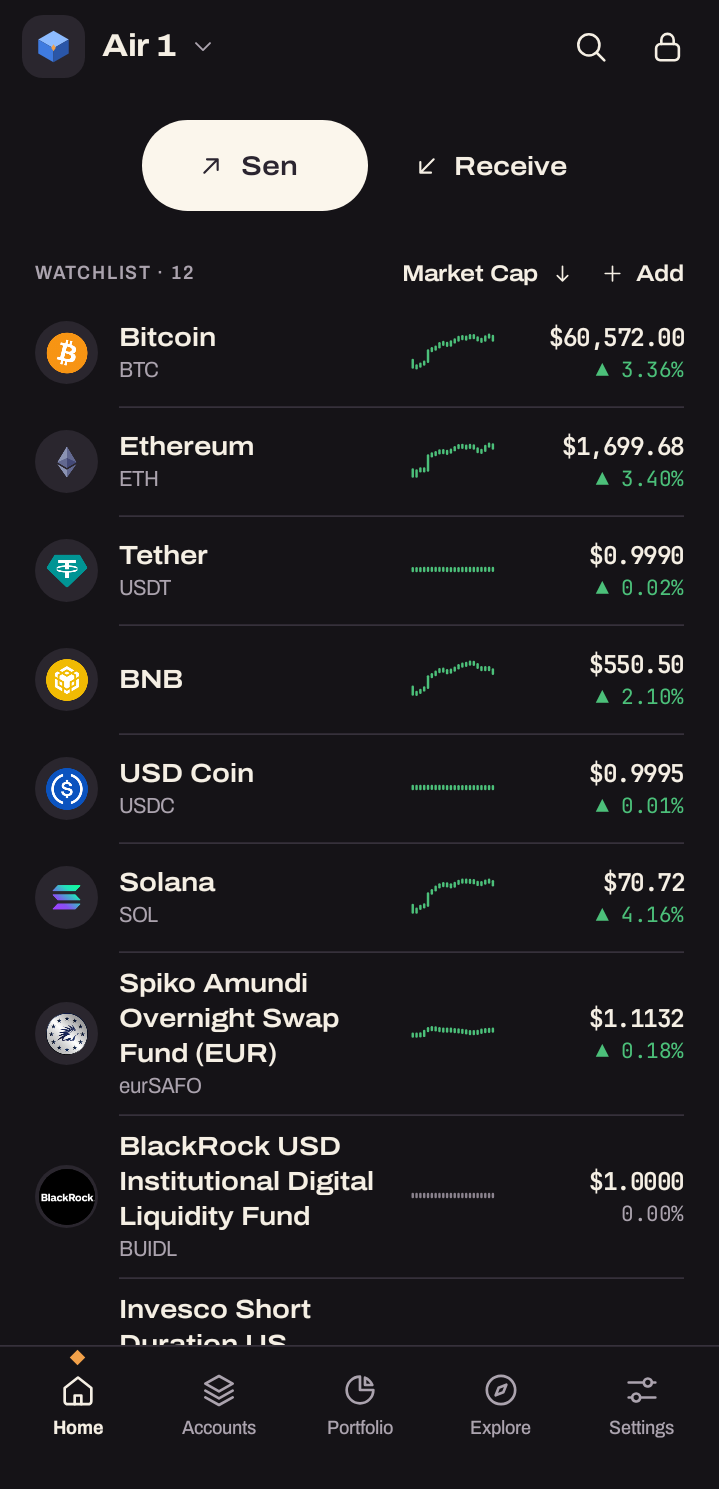 Air 1
Sen
Receive
WATCHLIST · 12
Market Cap ↓
+ Add
Bitcoin
$60,572.00
BTC
▲ 3.36%
Ethereum
$1,699.68
ETH
▲ 3.40%
Tether
$0.9990
USDT
▲ 0.02%
BNB
$550.50
▲ 2.10%
USD Coin
$0.9995
USDC
▲ 0.01%
Solana
$70.72
SOL
▲ 4.16%
Spiko Amundi
Overnight Swap
Fund (EUR)
eurSAFO
$1.1132
▲ 0.18%
BlackRock
BlackRock USD
Institutional Digital
Liquidity Fund
BUIDL
$1.0000
0.00%
Invesco Short
Duration US
Home
Accounts
Portfolio
Explore
Settings